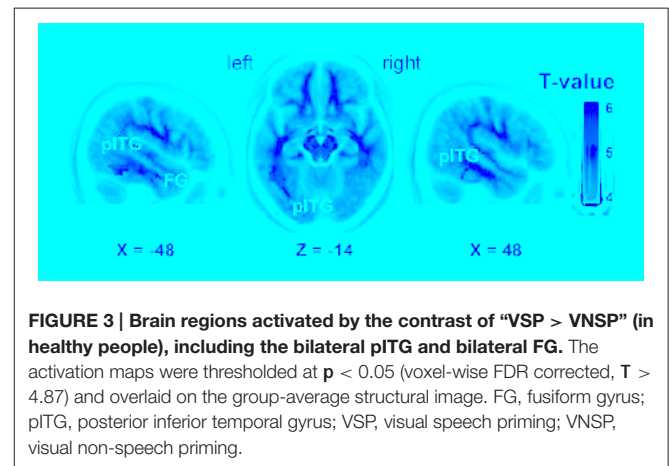 left
right
T-value
6
5
4
pITG
FG
pITG
pITG
X = -48
Z = -14
X = 48
FIGURE 3 | Brain regions activated by the contrast of “VSP > VNSP” (in
healthy people), including the bilateral pITG and bilateral FG. The
activation maps were thresholded at p < 0.05 (voxel-wise FDR corrected, T >
4.87) and overlaid on the group-average structural image. FG, fusiform gyrus;
pITG, posterior inferior temporal gyrus; VSP, visual speech priming; VNSP,
visual non-speech priming.